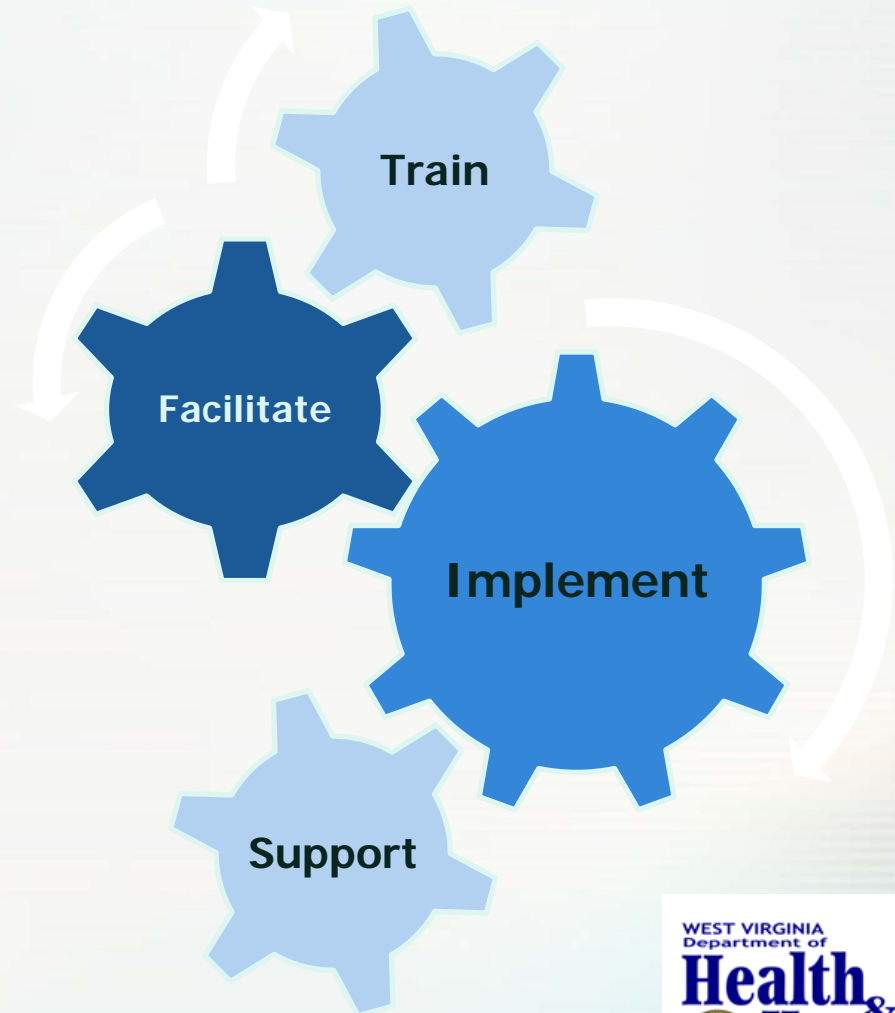 Train
Facilitate
Implement
Support
WEST VIRGINIA
Department of
Health &